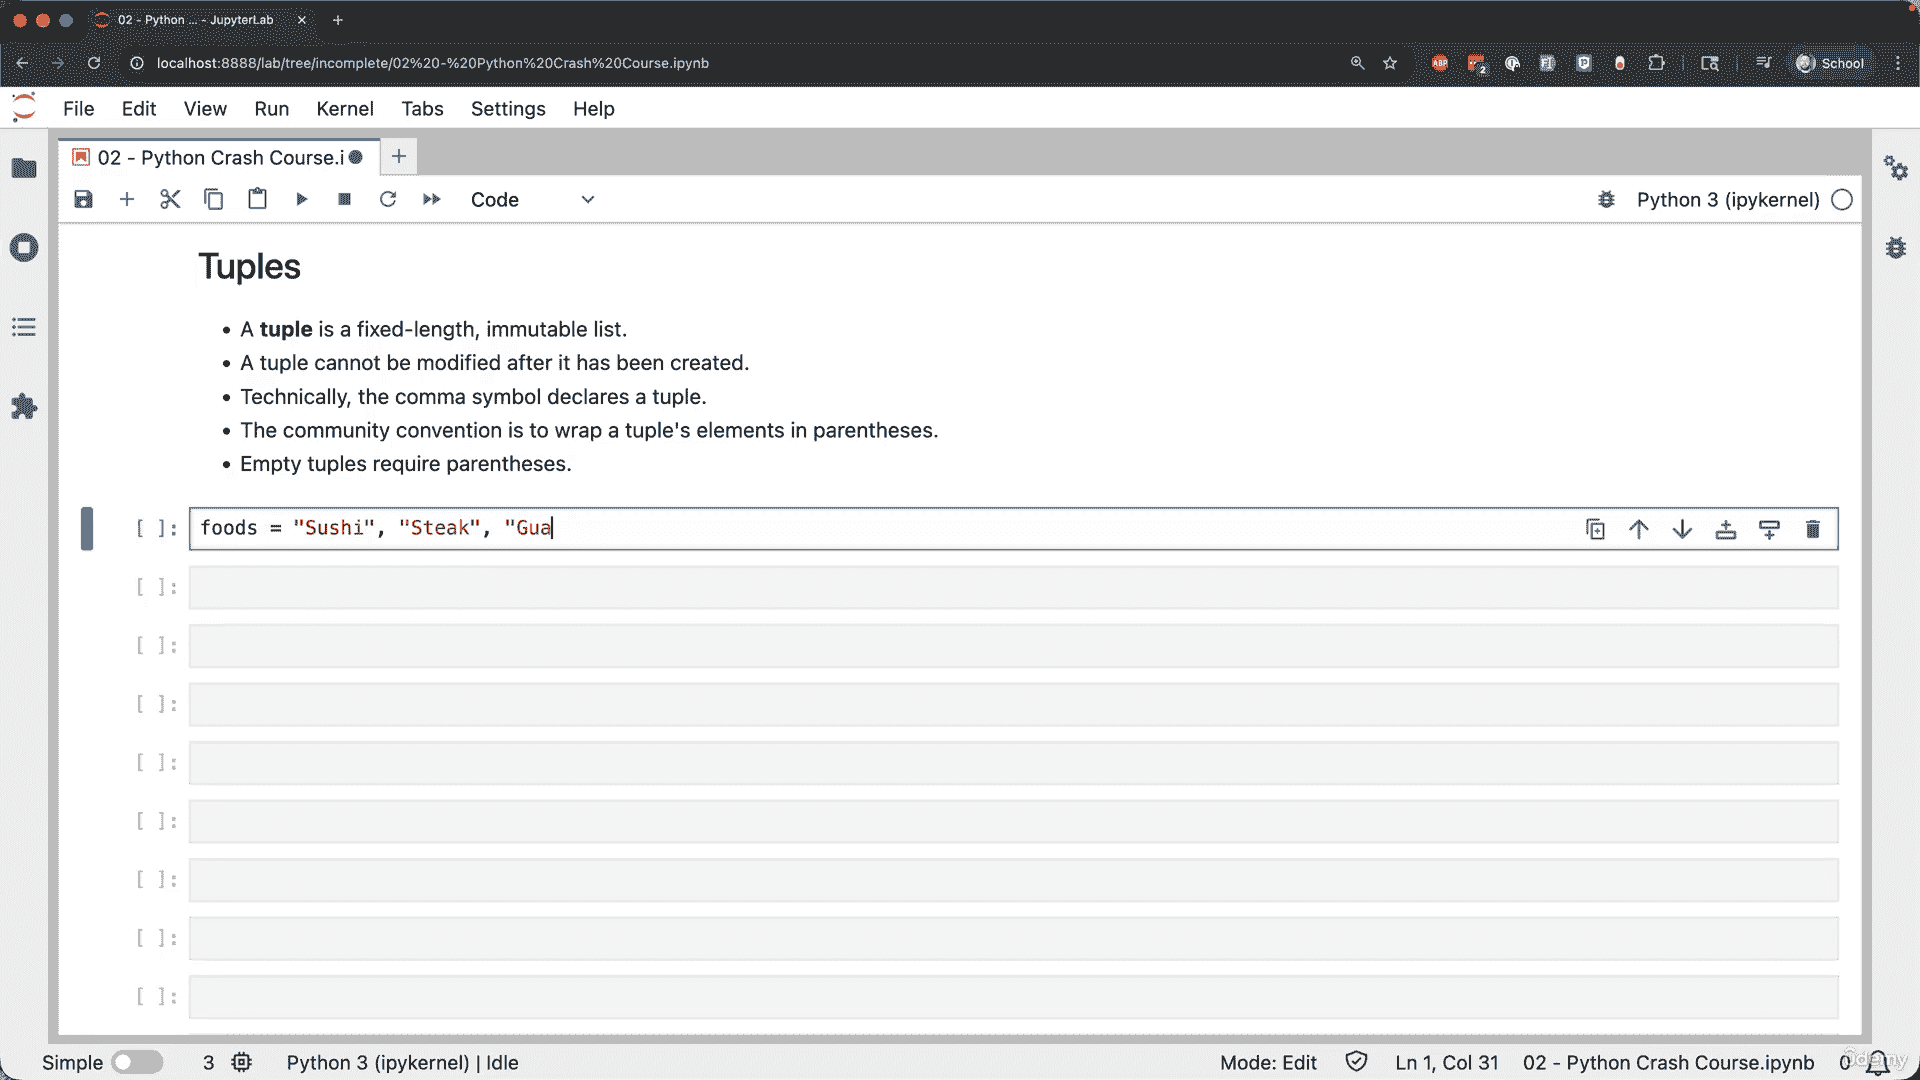 02 - Python ... - JupyterLab
localhost:8888/lab/tree/incomplete/02%20-%20Python%20Crash%20Course.ipynb
ABP
2
School
File Edit View Run Kernel Tabs Settings Help
02 - Python Crash Course.i
Code
Python 3 (ipykernel)
Tuples
• A tuple is a fixed-length, immutable list.
• A tuple cannot be modified after it has been created.
• Technically, the comma symbol declares a tuple.
• The community convention is to wrap a tuple's elements in parentheses.
• Empty tuples require parentheses.
[ ]: foods = "Sushi", "Steak", "Gua
[ ]:
[ ]:
[ ]:
[ ]:
[ ]:
[ ]:
[ ]:
[ ]:
Simple 3 Python 3 (ipykernel) | Idle Mode: Edit Ln 1, Col 31 02 - Python Crash Course.ipynb 0
udemy